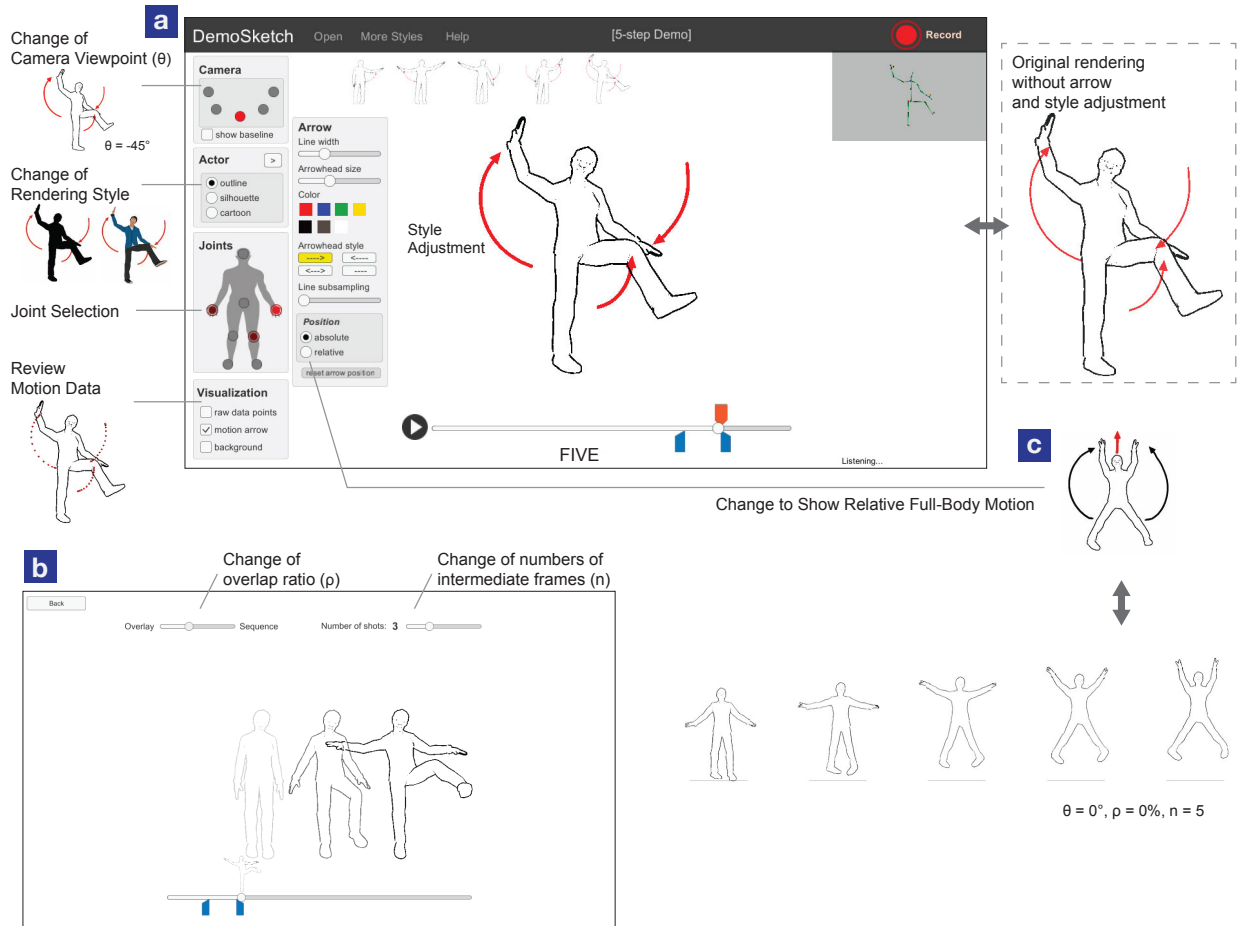 a
DemoSketch Open More Styles Help [5-step Demo] Record
Change of
Camera Viewpoint (θ)
θ = -45°
Change of
Rendering Style
Joint Selection
Review
Motion Data
Camera
show baseline
Actor >
outline
silhouette
cartoon
Joints
Visualization
raw data points
motion arrow
background
Arrow
Line width
Arrowhead size
Color
Arrowhead style
----> <----
<---> ----
Line subsampling
Position
absolute
relative
reset arrow position
Style
Adjustment
FIVE
Listening...
Original rendering
without arrow
and style adjustment
c
Change to Show Relative Full-Body Motion
θ = 0°, ρ = 0%, n = 5
b
Change of
overlap ratio (ρ)
Change of numbers of
intermediate frames (n)
Back
Overlay Sequence Number of shots: 3